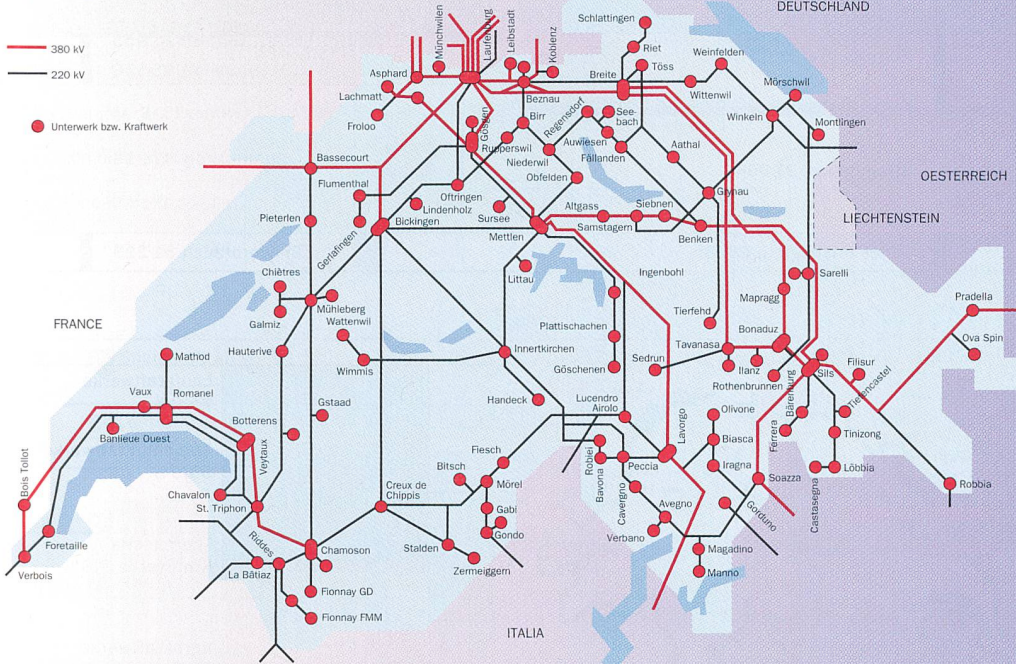 DEUTSCHLAND
380 kV
220 kV
Unterwerk bzw. Kraftwerk
Münchwilen
Laufenburg
Leibstadt
Koblenz
Schlattingen
Riet
Töss
Weinfelden
Mörschwil
Asphard
Lachmatt
Froloo
Beznau
Breite
Wittenwil
Winkeln
Montlingen
Gösgen
Birr
Regensdorf
See-
bach
Rupperswil
Niederwil
Auwiesen
Fällanden
Aathal
Bassecourt
Flumenthal
Oftringen
Obfelden
Grynau
OESTERREICH
LIECHTENSTEIN
Pieterlen
Gerlafingen
Bickingen
Lindenholz
Sursee
Mettlen
Altgass
Siebnen
Samstagern
Benken
Chiètres
Galmiz
Mühleberg
Wattenwil
Littau
Ingenbohl
Sarelli
Mapragg
Pradella
FRANCE
Hauterive
Wimmis
Innertkirchen
Plattischachen
Göschenen
Tierfehd
Sedrun
Tavanasa
Bonaduz
Ilanz
Rothenbrunnen
Sils
Filisur
Ova Spin
Mathod
Vaux
Romanel
Banlieue Ouest
Botterens
Veytaux
Gstaad
Handeck
Lucendro
Airolo
Lavorgo
Olivone
Bärenburg
Ferrera
Tiefencastel
Tinizong
Bois Tollot
Chavalon
St. Triphon
Creux de
Chippis
Fiesch
Bitsch
Mörel
Robiei
Bavona
Peccia
Cavergno
Biasca
Iragna
Soazza
Castasegna
Löbbia
Robbia
Foretaille
Verbois
Riddes
La Bâtiaz
Chamoson
Stalden
Zermeiggern
Gabi
Gondo
Avegno
Verbano
Gorduno
Magadino
Manno
Fionnay GD
Fionnay FMM
ITALIA